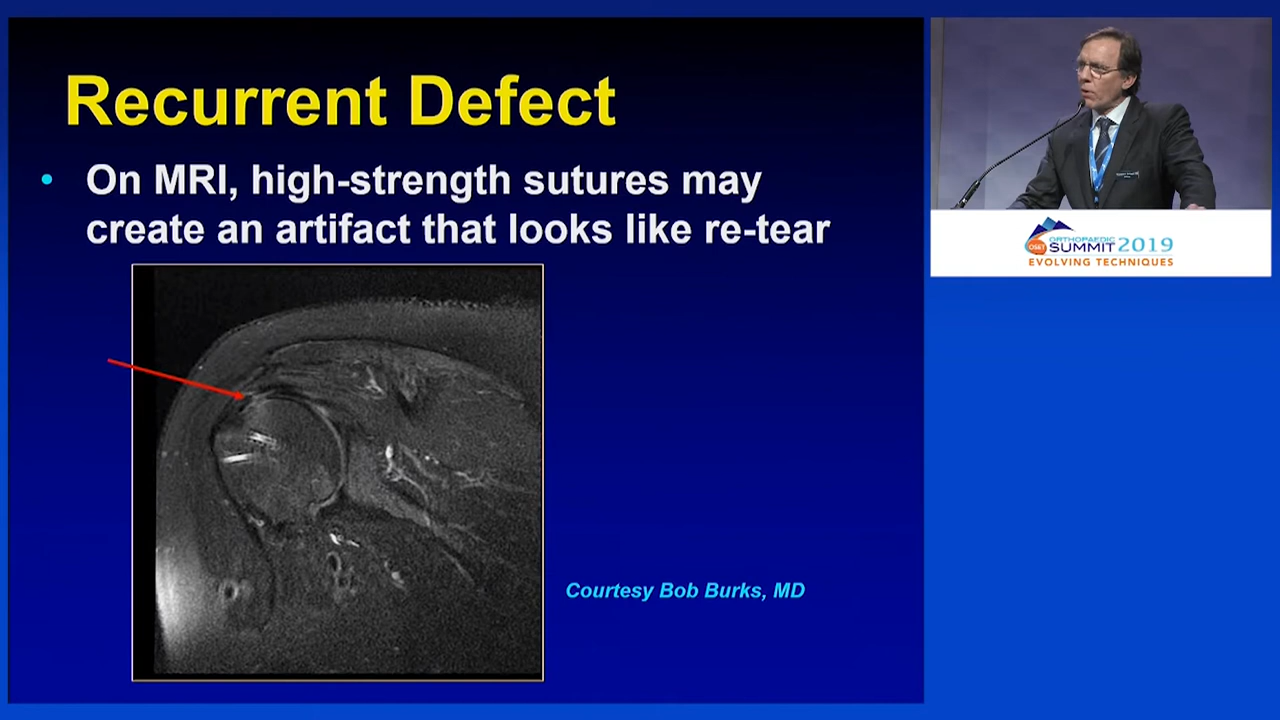 Recurrent Defect
• On MRI, high-strength sutures may
create an artifact that looks like re-tear
Courtesy Bob Burks, MD
OSET
ORTHOPAEDIC
SUMMIT 2019
EVOLVING TECHNIQUES